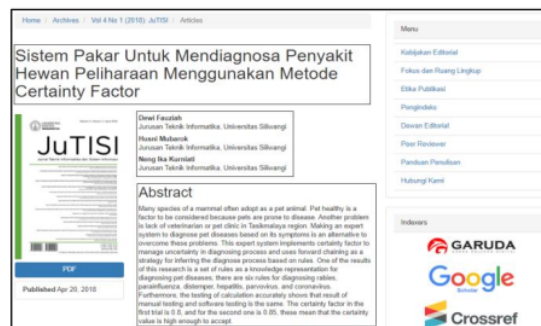 Home / Archives / Vol 4 No 1 (2018): JuTISI / Articles
Sistem Pakar Untuk Mendiagnosa Penyakit
Hewan Peliharaan Menggunakan Metode
Certainty Factor
JuTISI
PDF
Published Apr 20, 2018
Dewi Fauziah
Jurusan Teknik Informatika, Universitas Siliwangi
Husni Mubarok
Jurusan Teknik Informatika, Universitas Siliwangi
Neng Ika Kurniati
Jurusan Teknik Informatika, Universitas Siliwangi
Abstract
Many species of a mammal often adopt as a pet animal. Pet healthy is a
factor to be considered because pets are prone to disease. Another problem
is lack of veterinarian or pet clinic in Tasikmalaya region. Making an expert
system to diagnose pet diseases based on its symptoms is an alternative to
overcome these problems. This expert system implements certainty factor to
manage uncertainty in diagnosing process and uses forward chaining as a
strategy for inferring the diagnose process based on rules. One of the results
of this research is a set of rules as a knowledge representation for
diagnosing pet diseases, there are six rules for diagnosing rabies,
parainfluenza, distemper, hepatitis, parvovirus, and coronavirus.
Furthermore, the testing of calculation accurately shows that result of
manual testing and software testing is the same. The certainty factor in the
first trial is 0.6, and for the second one is 0.85, these mean that the certainty
value is high enough to accept.
Menu
Kebijakan Editorial
Fokus dan Ruang Lingkup
Etika Publikasi
Pengindeks
Dewan Editorial
Peer Reviewer
Panduan Penulisan
Hubungi Kami
Indexers
GARUDA
Google
Scholar
Crossref